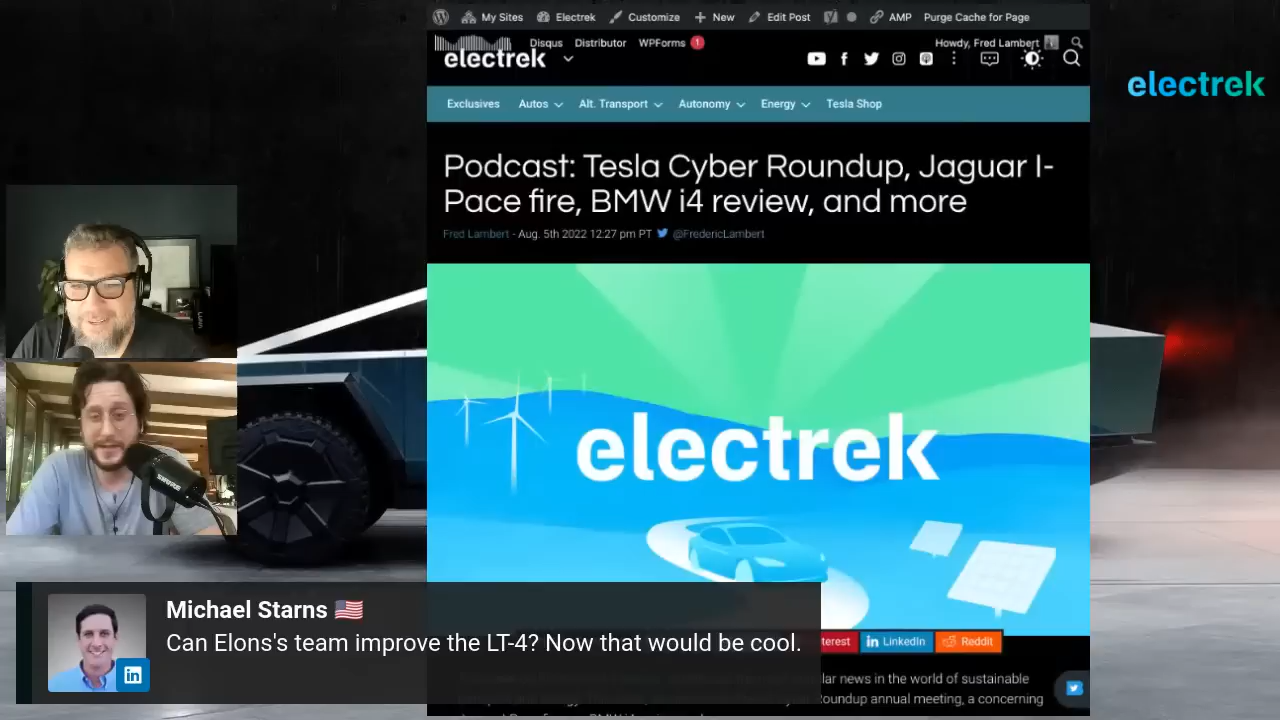 My Sites Electrek Customize New Edit Post AMP Purge Cache for Page
Disqus Distributor WPForms 1 Howdy, Fred Lambert
electrek
electrek
Exclusives Autos Alt. Transport Autonomy Energy Tesla Shop
Podcast: Tesla Cyber Roundup, Jaguar I-
Pace fire, BMW i4 review, and more
Fred Lambert - Aug. 5th 2022 12:27 pm PT @FredericLambert
electrek
Michael Starns 🇺🇸
Can Elons's team improve the LT-4? Now that would be cool.
in
terest in LinkedIn Reddit
lar news in the world of sustainable
Roundup annual meeting, a concerning